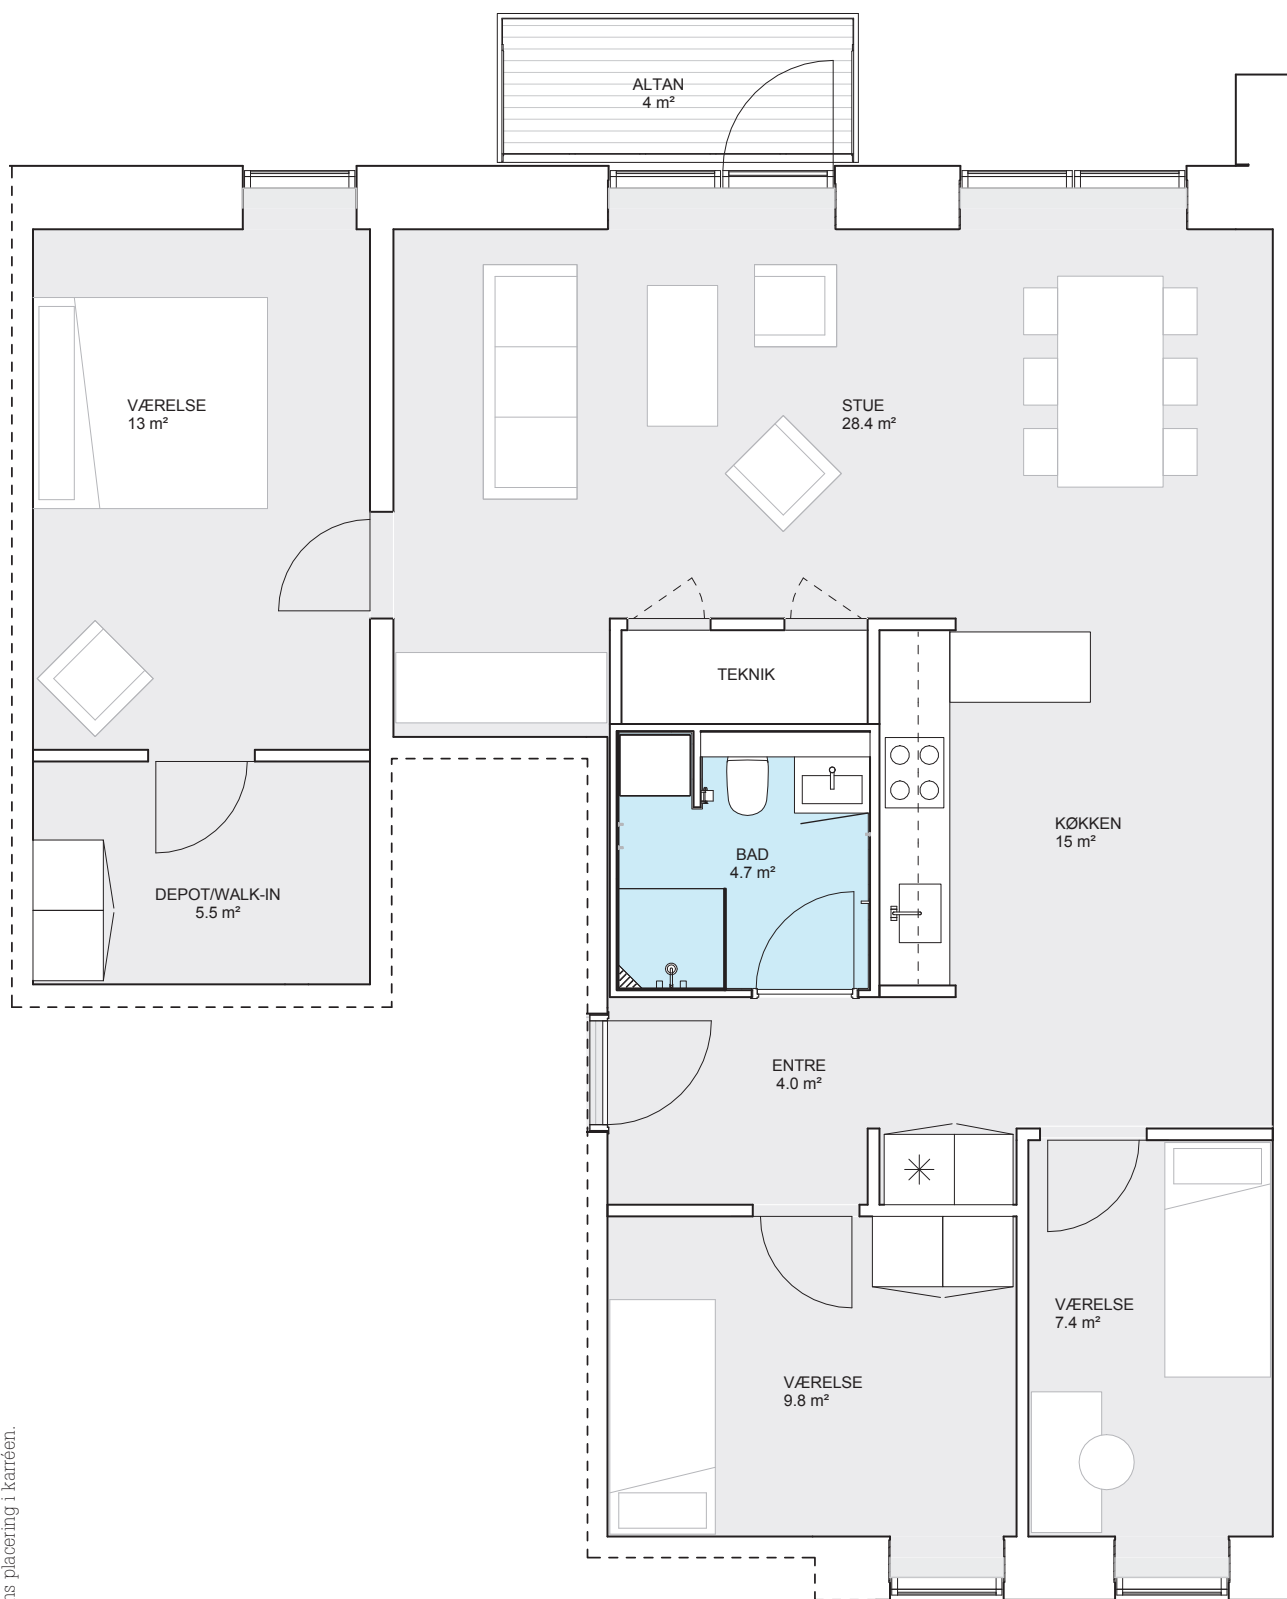 ALTAN
4 m²
VÆRELSE
13 m²
STUE
28.4 m²
TEKNIK
KØKKEN
15 m²
BAD
4.7 m²
DEPOT/WALK-IN
5.5 m²
ENTRE
4.0 m²
VÆRELSE
7.4 m²
VÆRELSE
9.8 m²
placering i karréen.